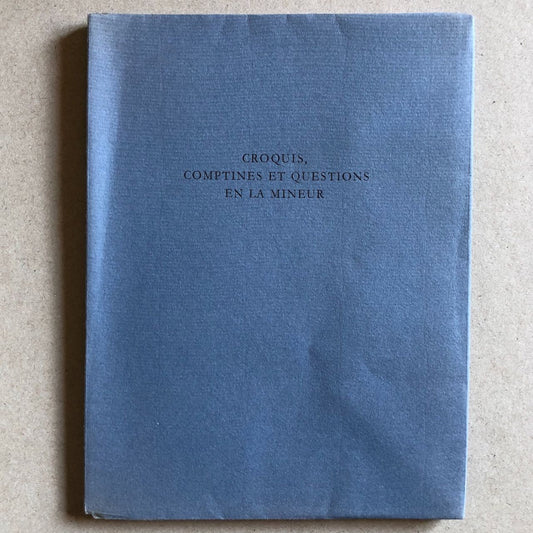 CROQUIS,
COMPTINES ET QUESTIONS
EN LA MINEUR